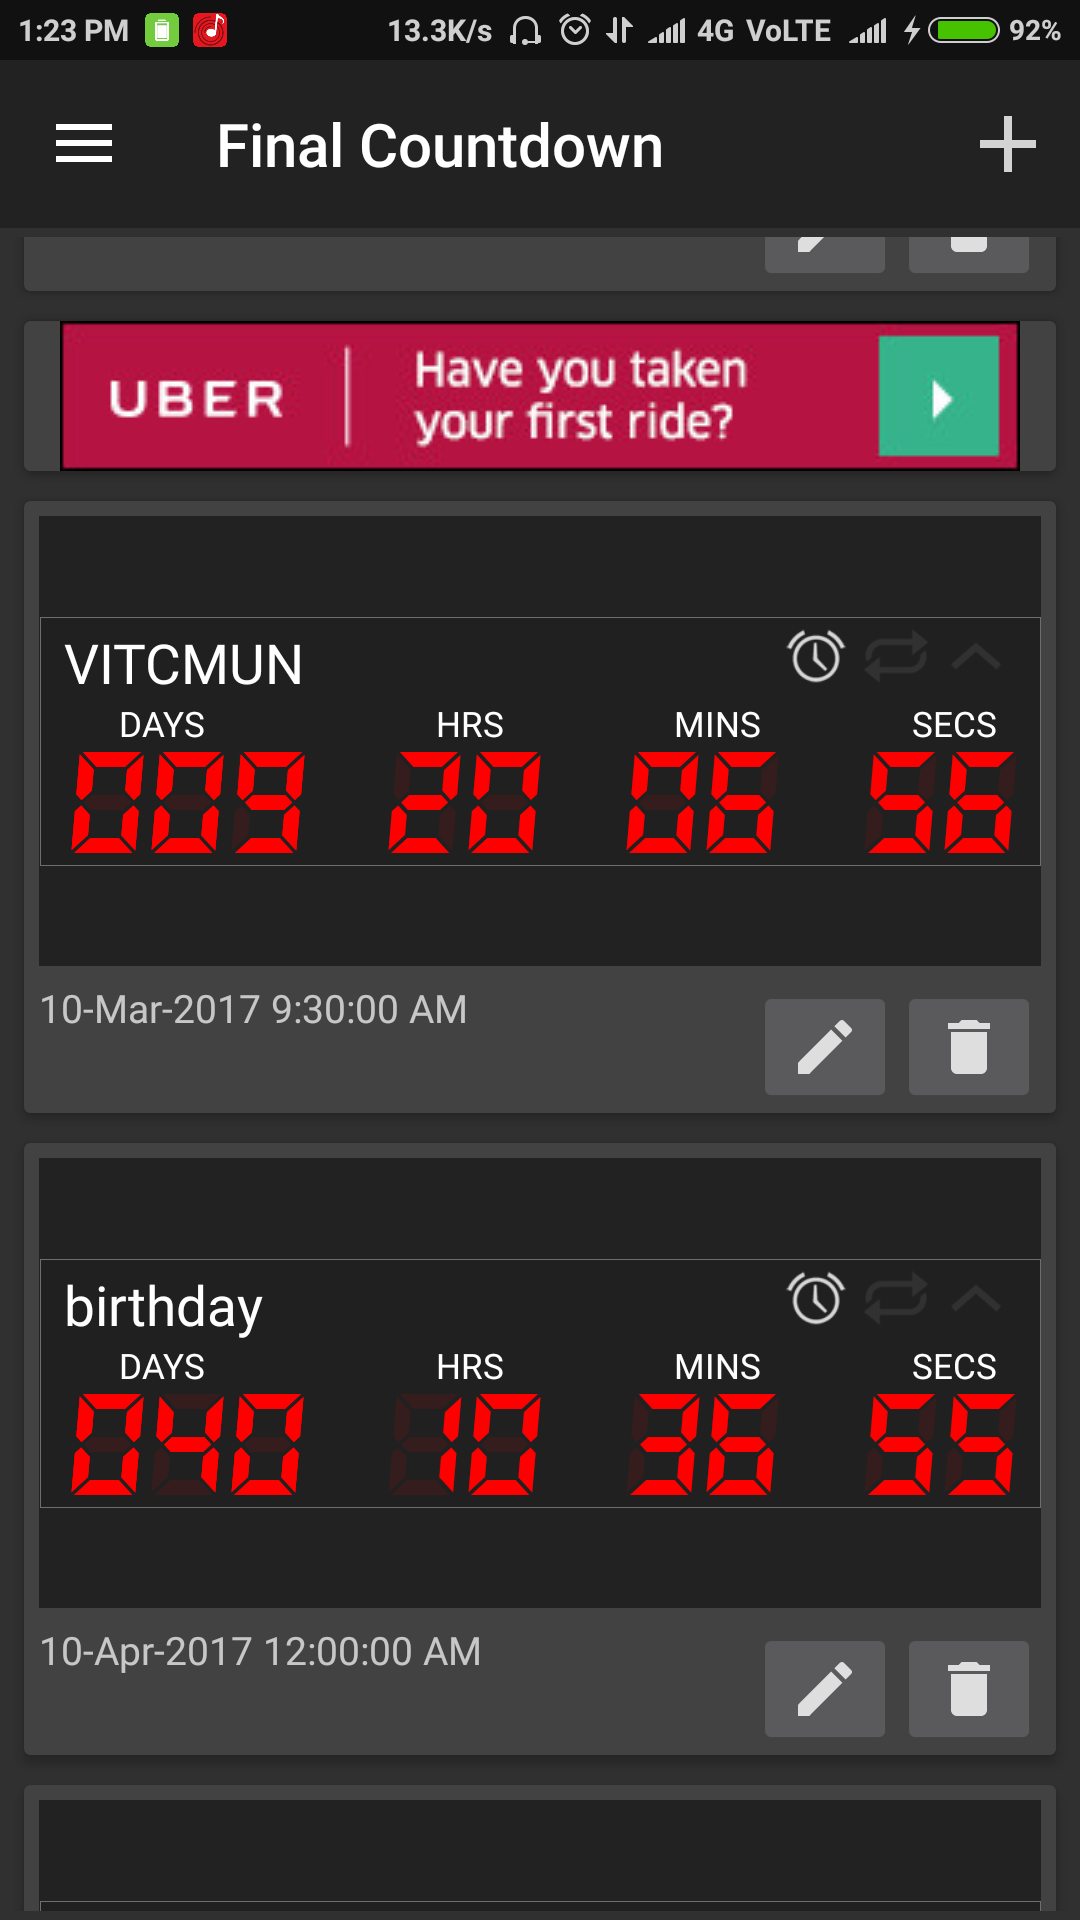 1:23 PM 13.3K/s 4G VoLTE 92%
Final Countdown
UBER
Have you taken
your first ride?
VITCMUN
DAYS HRS MINS SECS
009 20 06 56
10-Mar-2017 9:30:00 AM
birthday
DAYS HRS MINS SECS
040 10 36 55
10-Apr-2017 12:00:00 AM